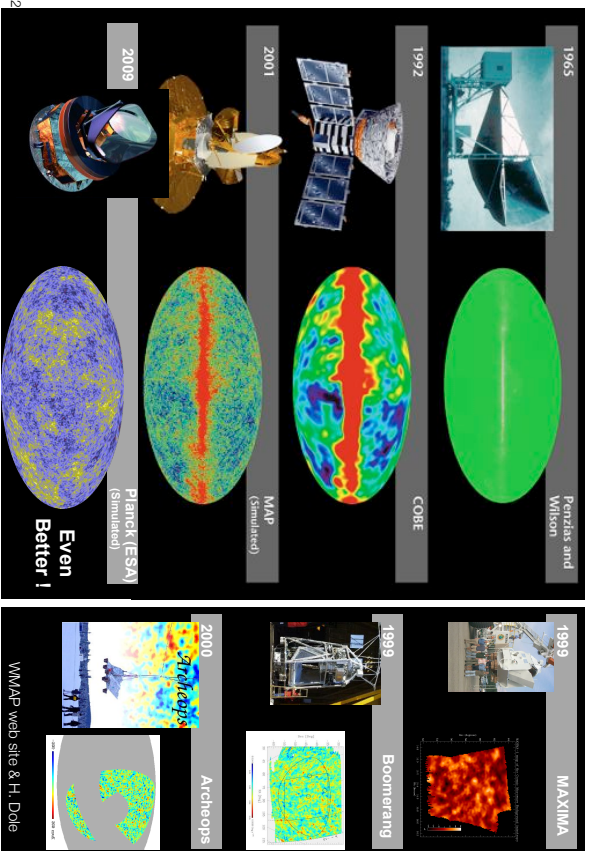 2
1965
Penzias and
Wilson
1992
COBE
2001
MAP
(Simulated)
2009
Planck (ESA)
(Simulated)
Even
Better !
1999
MAXIMA
1999
Boomerang
2000
Archeops
Archeops
WMAP web site & H. Dole